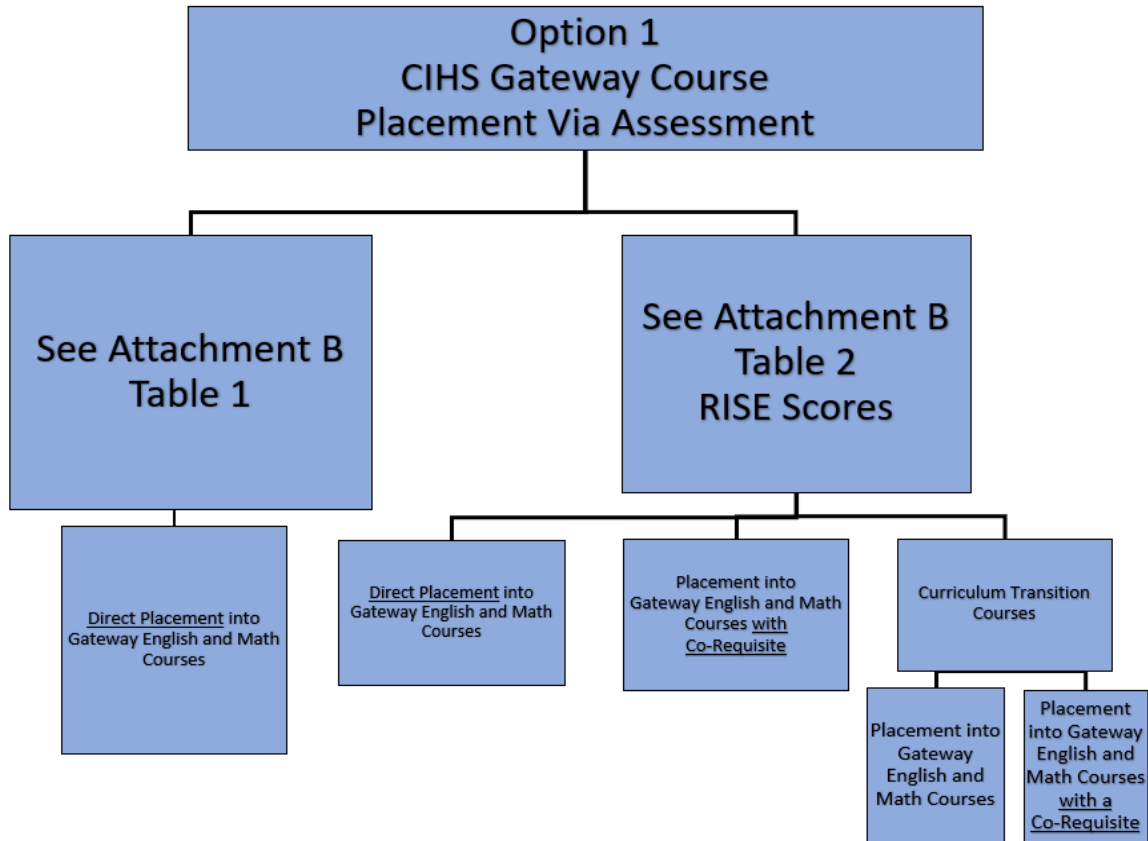 Option 1
CIHS Gateway Course
Placement Via Assessment
See Attachment B
Table 1
See Attachment B
Table 2
RISE Scores
Direct Placement into
Gateway English and Math
Courses
Direct Placement into
Gateway English and Math
Courses
Placement into
Gateway English and Math
Courses with
Co-Requisite
Curriculum Transition
Courses
Placement into
Gateway
English and
Math Courses
Placement
into Gateway
English and
Math Courses
with a
Co-Requisite